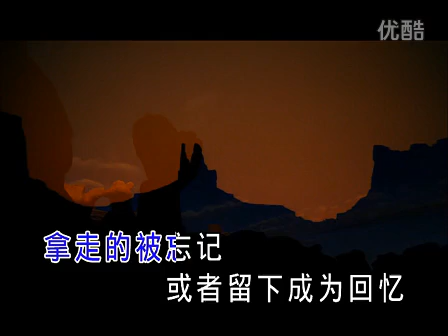 优酷
拿走的被忘记
或者留下成为回忆